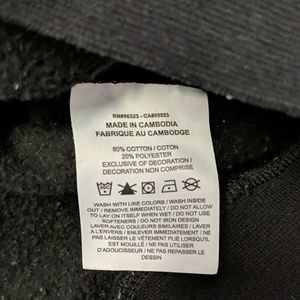 RN#56323 - CA#05553
MADE IN CAMBODIA
FABRIQUE AU CAMBODGE
80% COTTON / COTON
20% POLYESTER
EXCLUSIVE OF DECORATION /
DECORATION NON COMPRISE
WASH WITH LIKE COLORS / WASH INSIDE
OUT / REMOVE IMMEDIATELY / DO NOT ALLOW
TO LAY ON ITSELF WHEN WET / DO NOT USE
SOFTENERS / DO NOT IRON DESIGN
LAVER AVEC COULEURS SIMILAIRES / LAVER
À L'ENVERS / ENLEVER IMMÉDIATEMENT / NE
PAS LAISSER LE VÊTEMENT PLIÉ LORSQU'IL
EST MOUILLÉ / NE PAS UTILISER
D'ADOUCISSEUR / NE PAS REPASSER LE
DESSIN